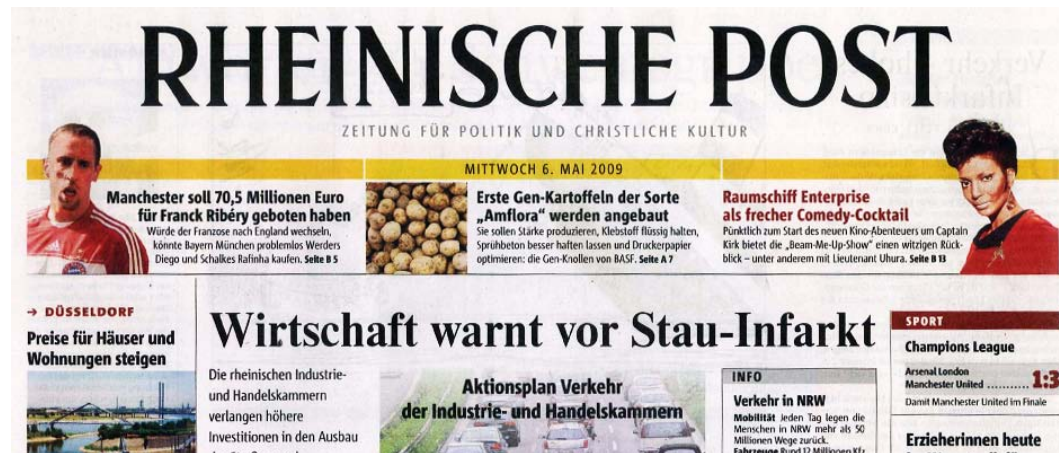 RHEINISCHE POST
ZEITUNG FÜR POLITIK UND CHRISTLICHE KULTUR
MITTWOCH 6. MAI 2009
Manchester soll 70,5 Millionen Euro
für Franck Ribéry geboten haben
Würde der Franzose nach England wechseln,
könnte Bayern München problemlos Werders
Diego und Schalkes Rafinha kaufen. Seite B 5
Erste Gen-Kartoffeln der Sorte
„Amflora“ werden angebaut
Sie sollen Stärke produzieren, Klebstoff flüssig halten,
Sprühbeton besser haften lassen und Druckerpapier
optimieren: die Gen-Knollen von BASF. Seite A 7
Raumschiff Enterprise
als frecher Comedy-Cocktail
Pünktlich zum Start des neuen Kino-Abenteuers um Captain
Kirk bietet die „Beam-Me-Up-Show“ einen witzigen Rück-
blick – unter anderem mit Lieutenant Uhura. Seite B 13
→ DÜSSELDORF
Preise für Häuser und
Wohnungen steigen
Wirtschaft warnt vor Stau-Infarkt
Die rheinischen Industrie-
und Handelskammern
verlangen höhere
Investitionen in den Ausbau
Aktionsplan Verkehr
der Industrie- und Handelskammern
INFO
Verkehr in NRW
Mobilität Jeden Tag legen die
Menschen in NRW mehr als 50
Millionen Wege zurück.
Fahrzeuge Rund 12 Millionen Kfz
SPORT
Champions League
Arsenal London
Manchester United .......... 1:3
Damit Manchester United im Finale
Erzieherinnen heute